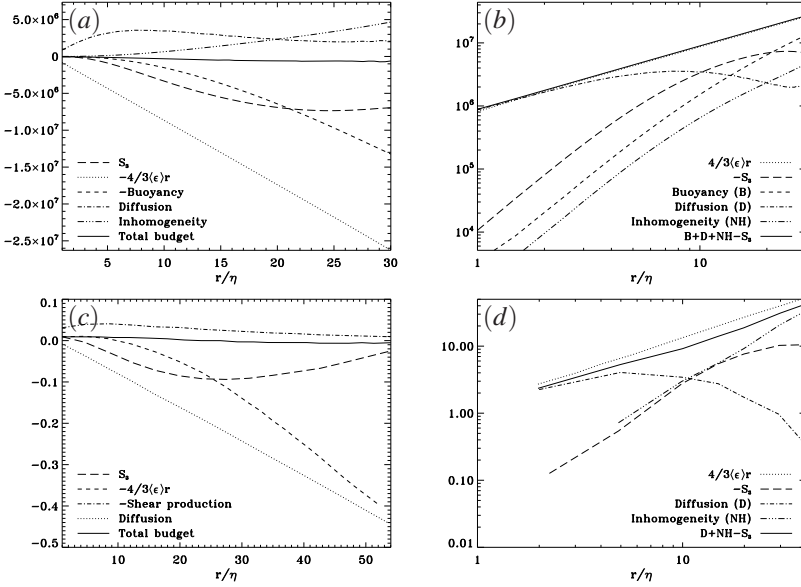 (a)
5.0×10⁶
0
−5.0×10⁶
−1.0×10⁷
−1.5×10⁷
−2.0×10⁷
−2.5×10⁷
S₃
−4/3⟨ε⟩r
−Buoyancy
Diffusion
Inhomogeneity
Total budget
5 10 15 20 25 30
r/η
(b)
10⁷
10⁶
10⁵
10⁴
4/3⟨ε⟩r
−S₃
Buoyancy (B)
Diffusion (D)
Inhomogeneity (NH)
B+D+NH−S₃
1 10
r/η
(c)
0.1
0.0
−0.1
−0.2
−0.3
−0.4
−0.5
S₃
−4/3⟨ε⟩r
−Shear production
Diffusion
Total budget
10 20 30 40 50
r/η
(d)
10.00
1.00
0.10
0.01
4/3⟨ε⟩r
−S₃
Diffusion (D)
Inhomogeneity (NH)
D+NH−S₃
1 10
r/η